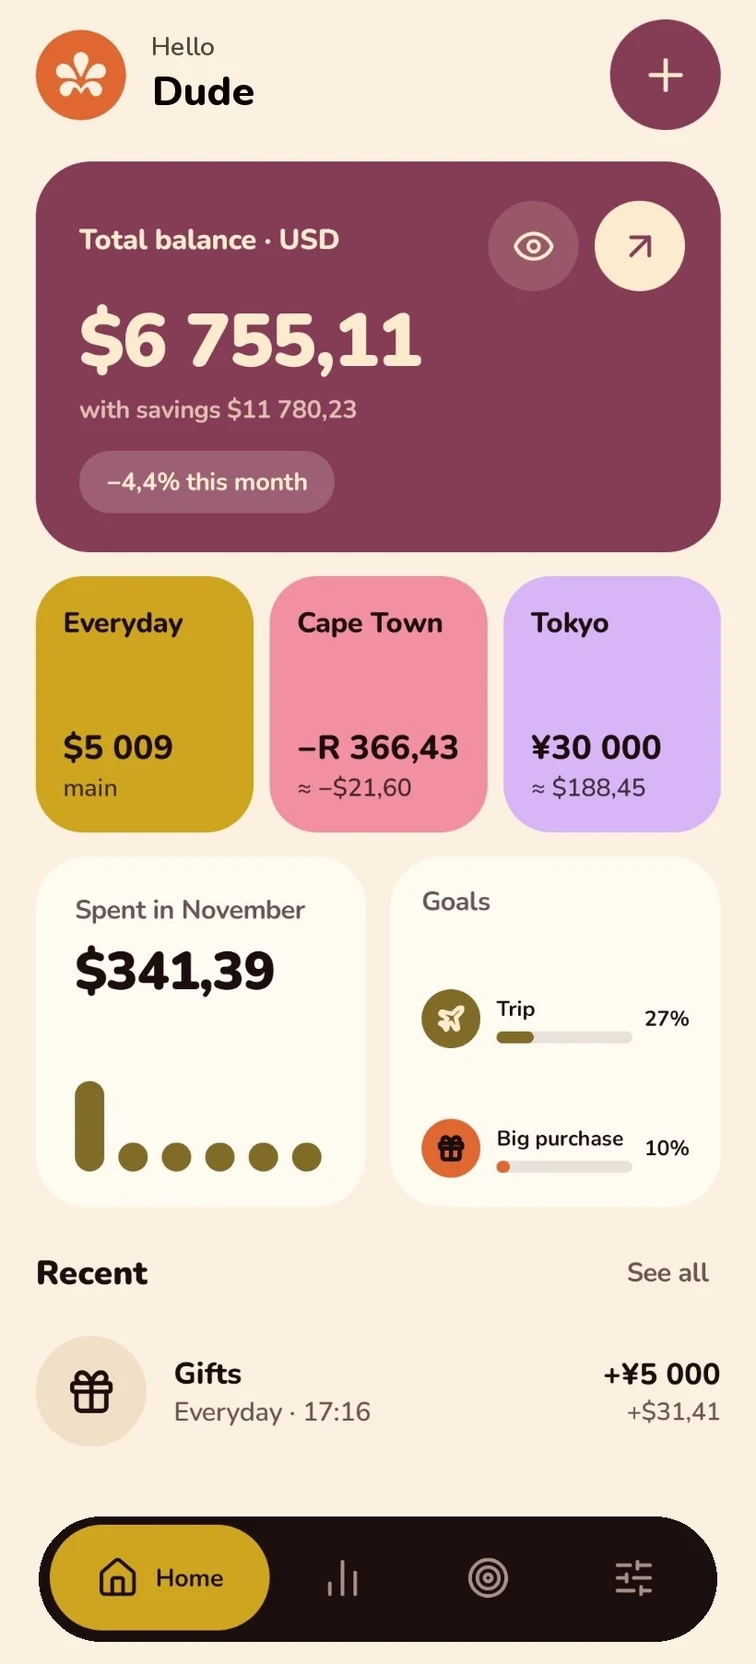 Hello
Dude
Total balance · USD
$6 755,11
with savings $11 780,23
−4,4% this month
Everyday
$5 009
main
Cape Town
−R 366,43
≈ −$21,60
Tokyo
¥30 000
≈ $188,45
Spent in November
$341,39
Goals
Trip
27%
Big purchase
10%
Recent
See all
Gifts
+¥5 000
Everyday · 17:16
+$31,41
Home